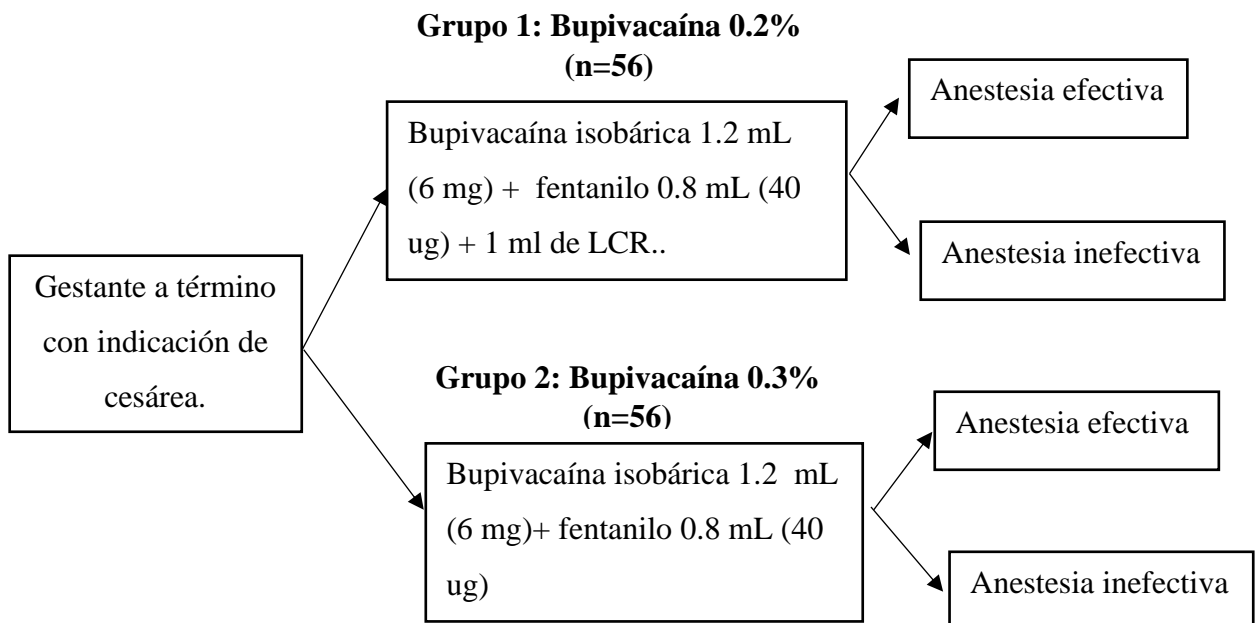 Grupo 1: Bupivacaína 0.2%
(n=56)
Bupivacaína isobárica 1.2 mL
(6 mg) + fentanilo 0.8 mL (40
ug) + 1 ml de LCR..
Anestesia efectiva
Anestesia inefectiva
Gestante a término
con indicación de
cesárea.
Grupo 2: Bupivacaína 0.3%
(n=56)
Bupivacaína isobárica 1.2 mL
(6 mg)+ fentanilo 0.8 mL (40
ug)
Anestesia efectiva
Anestesia inefectiva